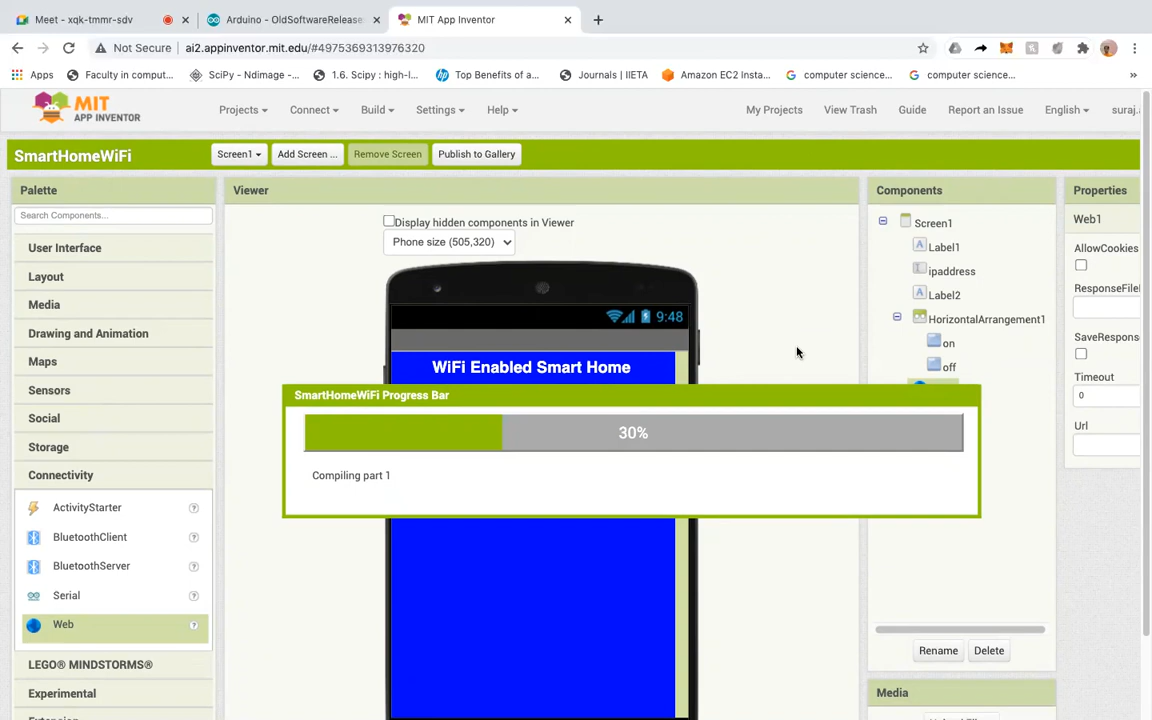 Meet - xqk-tmmr-sdv
Arduino - OldSoftwareRelease
MIT App Inventor
Not Secure
ai2.appinventor.mit.edu/#4975369313976320
Apps
Faculty in comput...
SciPy - Ndimage -...
1.6. Scipy : high-l...
Top Benefits of a...
Journals | IIETA
Amazon EC2 Insta...
computer science...
computer science...
MIT
APP INVENTOR
Projects
Connect
Build
Settings
Help
My Projects
View Trash
Guide
Report an Issue
English
suraj.
SmartHomeWiFi
Screen1
Add Screen ...
Remove Screen
Publish to Gallery
Palette
Viewer
Components
Properties
Search Components...
User Interface
Layout
Media
Drawing and Animation
Maps
Sensors
Social
Storage
Connectivity
ActivityStarter
BluetoothClient
BluetoothServer
Serial
Web
LEGO® MINDSTORMS®
Experimental
Display hidden components in Viewer
Phone size (505,320)
9:48
WiFi Enabled Smart Home
SmartHomeWiFi Progress Bar
30%
Compiling part 1
Screen1
Label1
ipaddress
Label2
HorizontalArrangement1
on
off
Rename
Delete
Media
Web1
AllowCookies
ResponseFile
SaveRespons
Timeout
0
Url